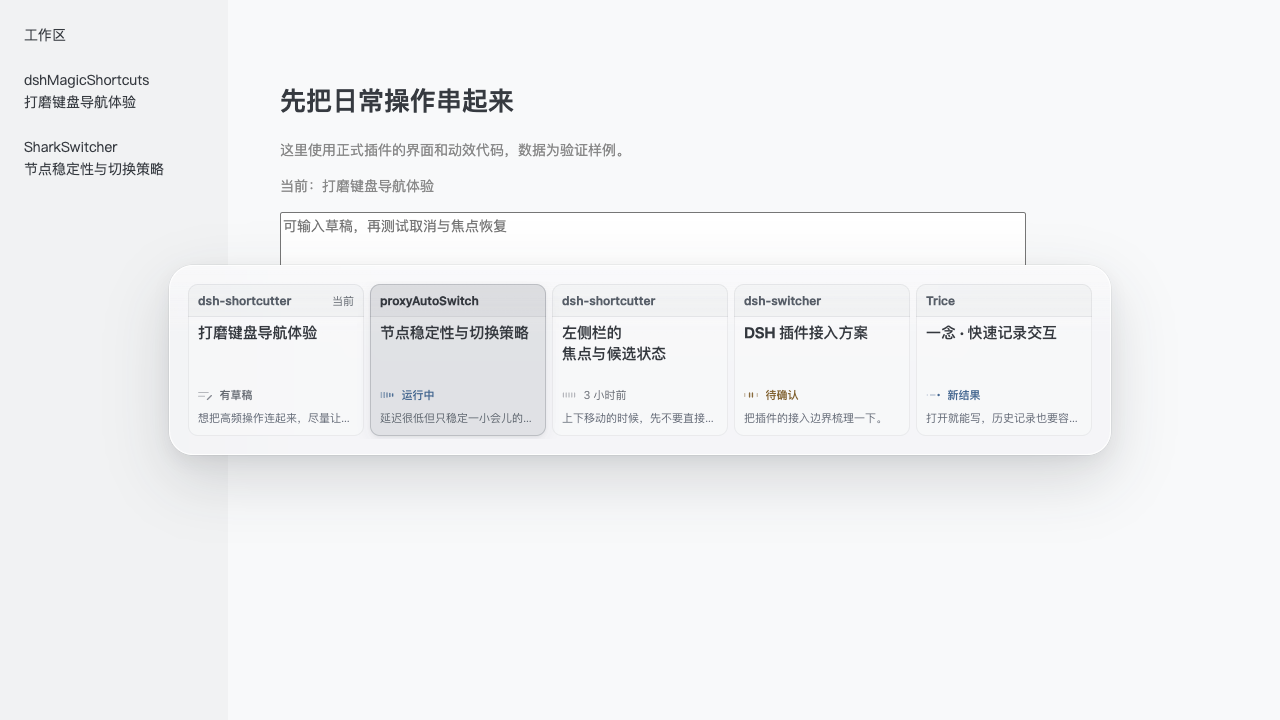 工作区
dshMagicShortcuts
打磨键盘导航体验
SharkSwitcher
节点稳定性与切换策略
先把日常操作串起来
这里使用正式插件的界面和动效代码，数据为验证样例。
当前：打磨键盘导航体验
可输入草稿，再测试取消与焦点恢复
dsh-shortcutter 当前
打磨键盘导航体验
有草稿
想把高频操作连起来，尽量让...
proxyAutoSwitch
节点稳定性与切换策略
运行中
延迟很低但只稳定一小会儿的...
dsh-shortcutter
左侧栏的
焦点与候选状态
3 小时前
上下移动的时候，先不要直接...
dsh-switcher
DSH 插件接入方案
待确认
把插件的接入边界梳理一下。
Trice
一念 · 快速记录交互
新结果
打开就能写，历史记录也要容...